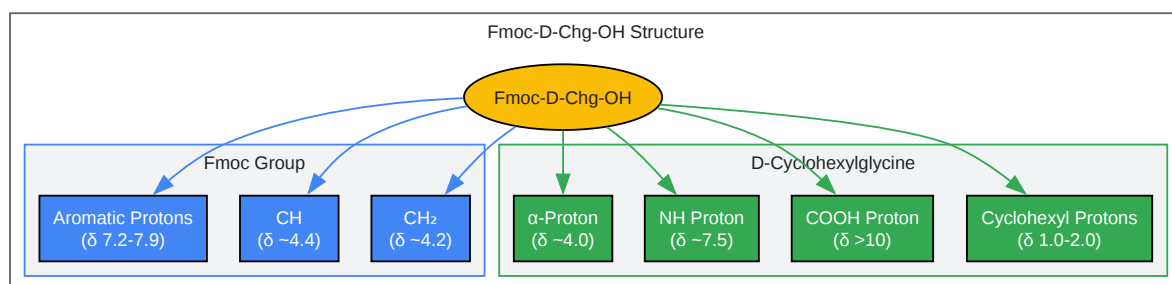 Fmoc-D-Chg-OH Structure
Fmoc-D-Chg-OH
Fmoc Group
Aromatic Protons
(δ 7.2-7.9)
CH
(δ ~4.4)
CH₂
(δ ~4.2)
D-Cyclohexylglycine
α-Proton
(δ ~4.0)
NH Proton
(δ ~7.5)
COOH Proton
(δ >10)
Cyclohexyl Protons
(δ 1.0-2.0)